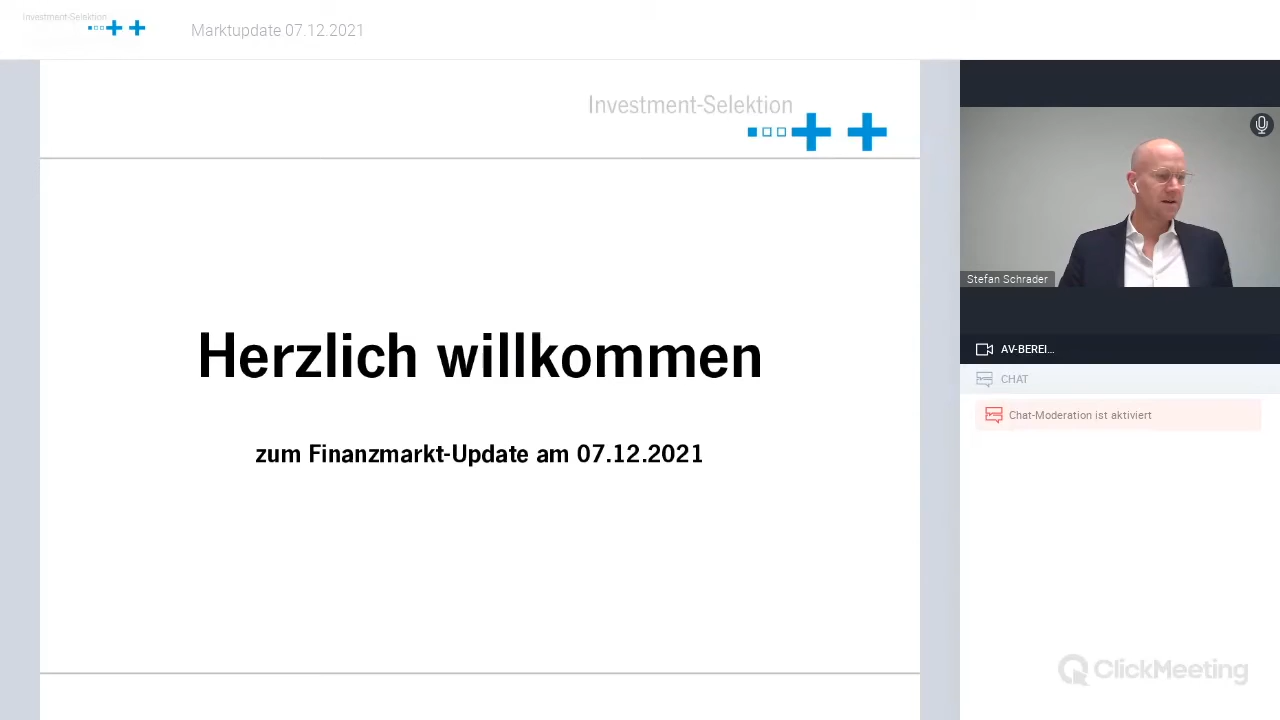 Investment-Selektion
Marktupdate 07.12.2021
Investment-Selektion
Herzlich willkommen
zum Finanzmarkt-Update am 07.12.2021
Stefan Schrader
AV-BEREI...
CHAT
Chat-Moderation ist aktiviert
ClickMeeting